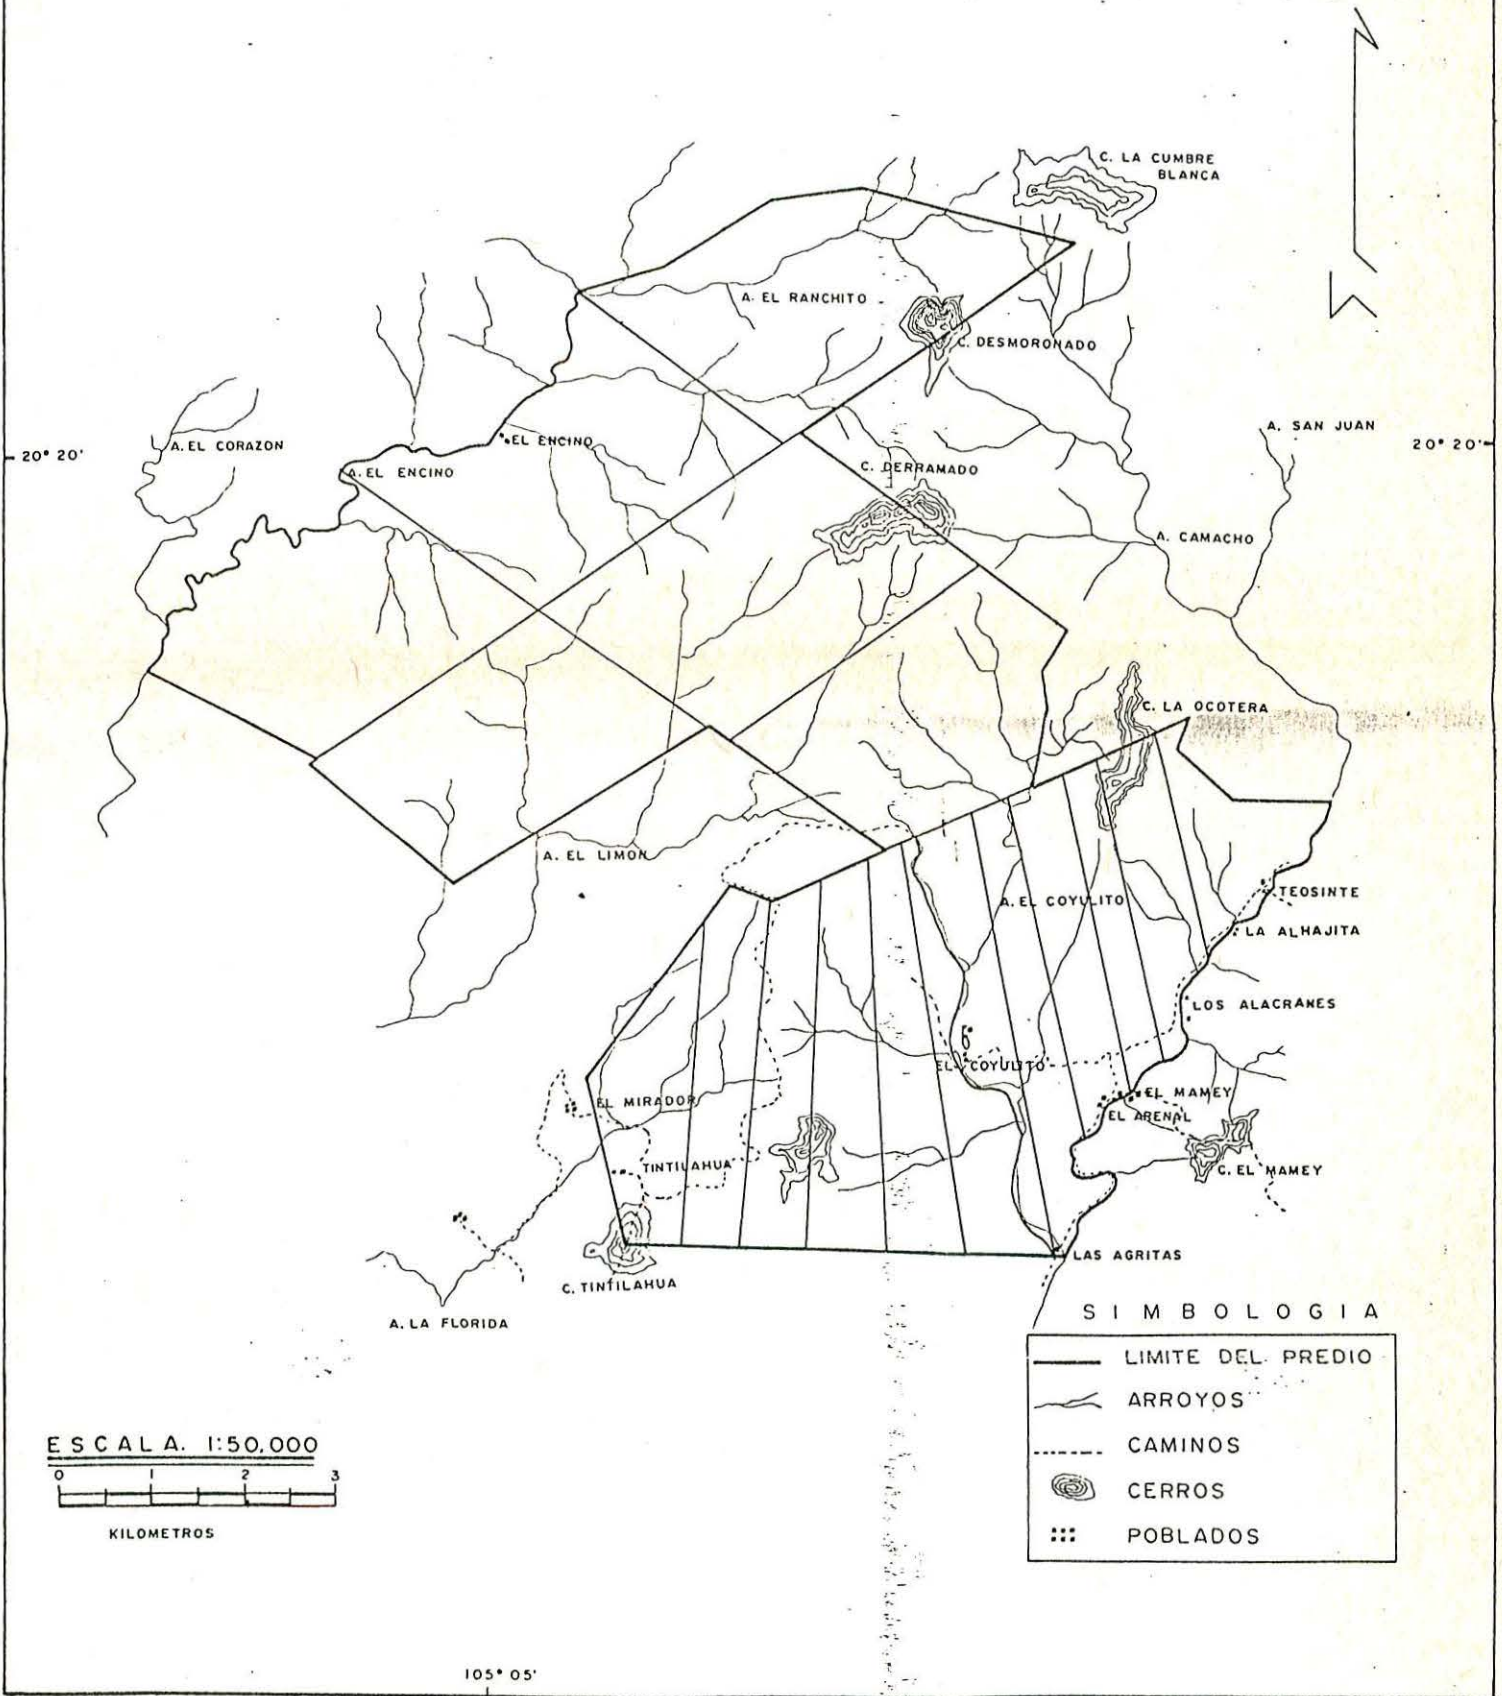 C. LA CUMBRE
BLANCA
A. EL RANCHITO
C. DESMORONADO
A. SAN JUAN
A. EL CORAZON
EL ENCINO
20° 20'
20° 20'
A. EL ENCINO
C. DERRAMADO
A. CAMACHO
C. LA OCOTERA
A. EL LIMON
TEOSINTE
A. EL COYULITO
LA ALHAJITA
LOS ALACRANES
EL COYULITO
EL MIRADOR
EL MAMEY
EL ARENAL
TINTILAHUA
C. EL MAMEY
LAS AGRITAS
C. TINTILAHUA
A. LA FLORIDA
SIMBOLOGIA
LIMITE DEL PREDIO
ARROYOS
CAMINOS
CERROS
POBLADOS
ESCALA. 1:50,000
0 1 2 3
KILOMETROS
105° 05'